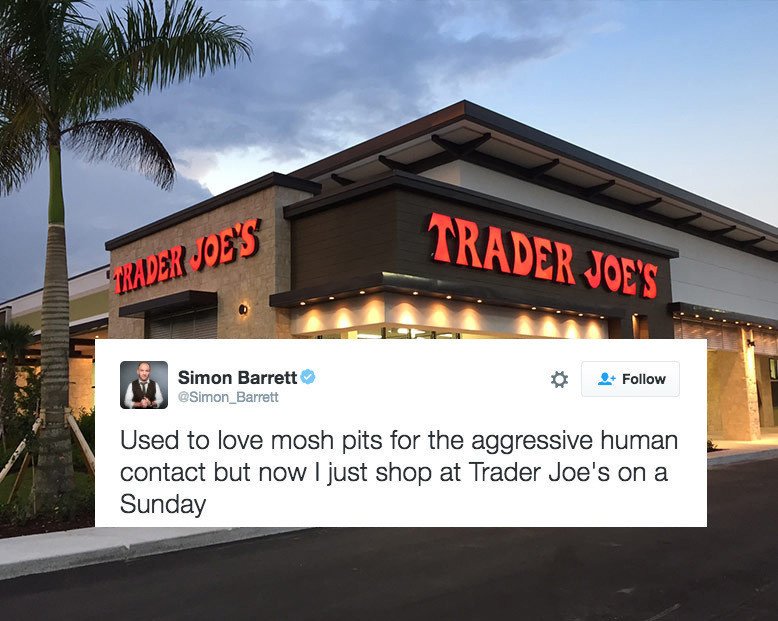 TRADER JOE'S
TRADER JOE'S
Simon Barrett
@Simon_Barrett
Follow
Used to love mosh pits for the aggressive human
contact but now I just shop at Trader Joe's on a
Sunday